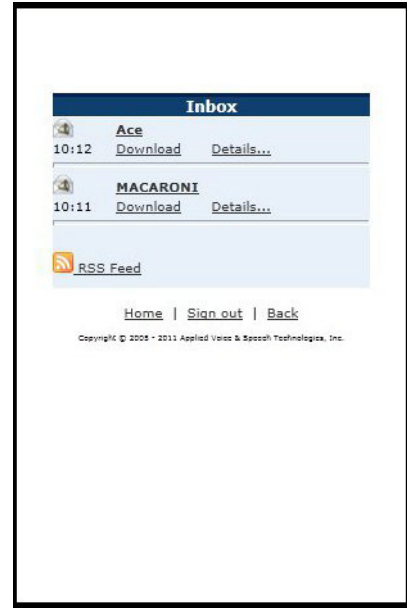 Inbox
Ace
10:12 Download Details...
MACARONI
10:11 Download Details...
RSS Feed
Home | Sign out | Back
Copyright © 2005 - 2011 Applied Voice & Speech Technologies, Inc.